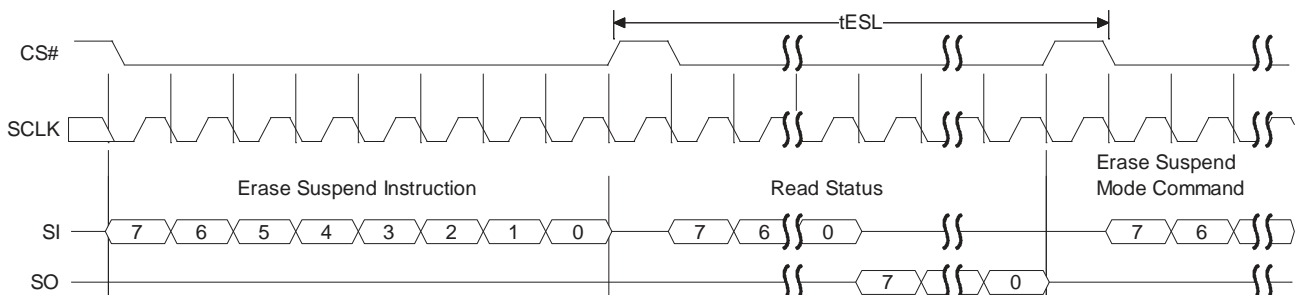 tESL
CS#
SCLK
Erase Suspend Instruction
Read Status
Erase Suspend
Mode Command
SI
7 6 5 4 3 2 1 0
7 6 0
7 6
SO
7 0